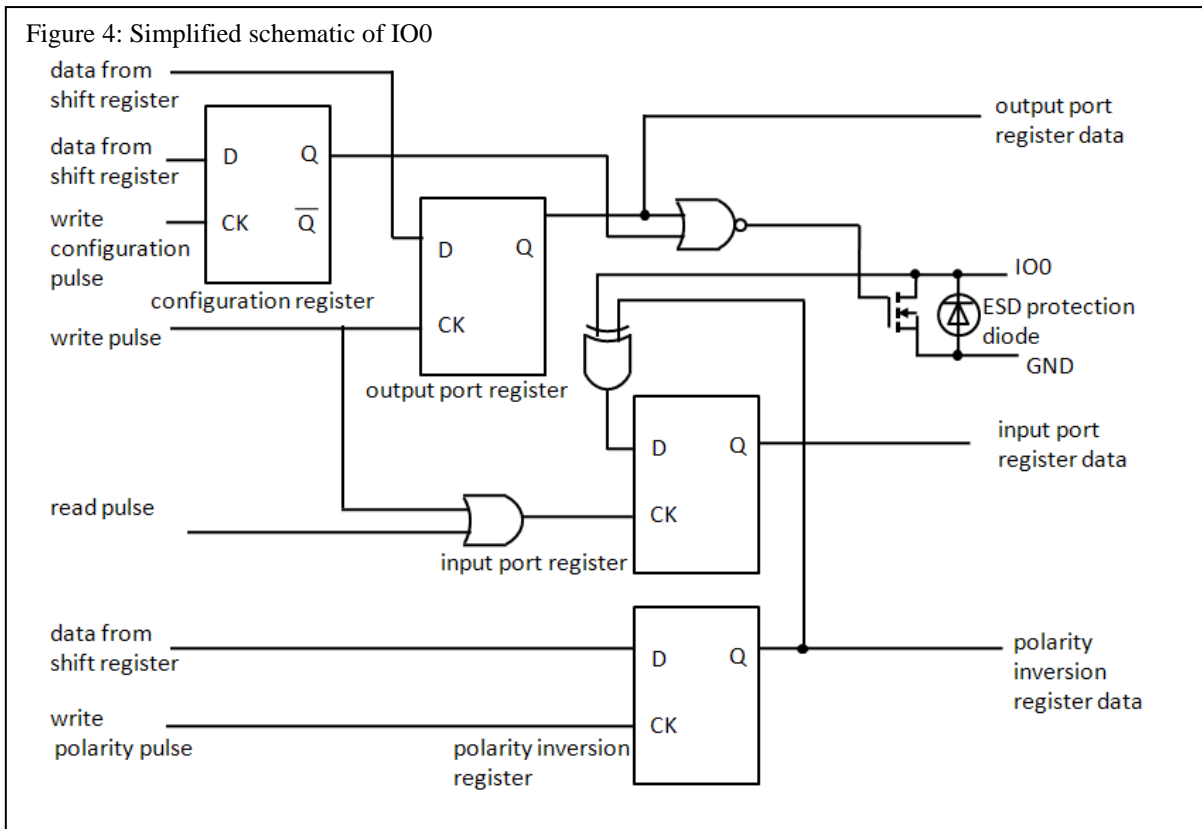 Figure 4: Simplified schematic of IO0
data from
shift register
data from
shift register
write
configuration
pulse
D
Q
CK
Q
configuration register
output port
register data
D
Q
CK
output port register
write pulse
IO0
ESD protection
diode
GND
D
Q
CK
input port register
input port
register data
read pulse
data from
shift register
write
polarity pulse
D
Q
CK
polarity inversion
register
polarity
inversion
register data